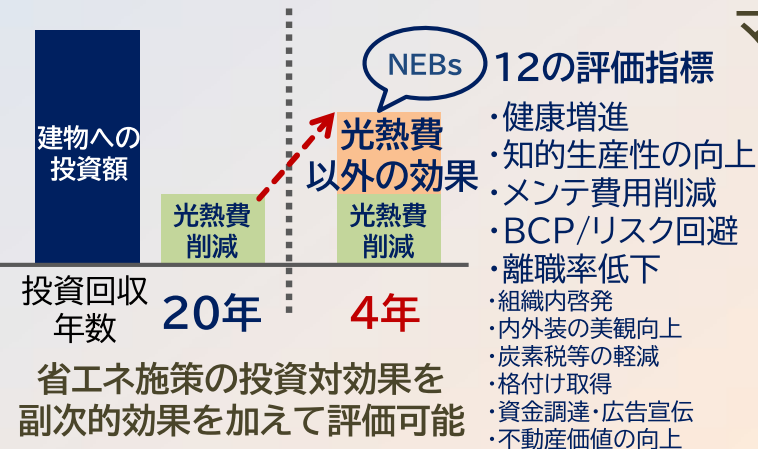 建物への
投資額
光熱費
削減
NEBs
光熱費
以外の効果
光熱費
削減
投資回収
年数
20年
4年
省エネ施策の投資対効果を
副次的効果を加えて評価可能
12の評価指標
・健康増進
・知的生産性の向上
・メンテ費用削減
・BCP/リスク回避
・離職率低下
・組織内啓発
・内外装の美観向上
・炭素税等の軽減
・格付け取得
・資金調達・広告宣伝
・不動産価値の向上